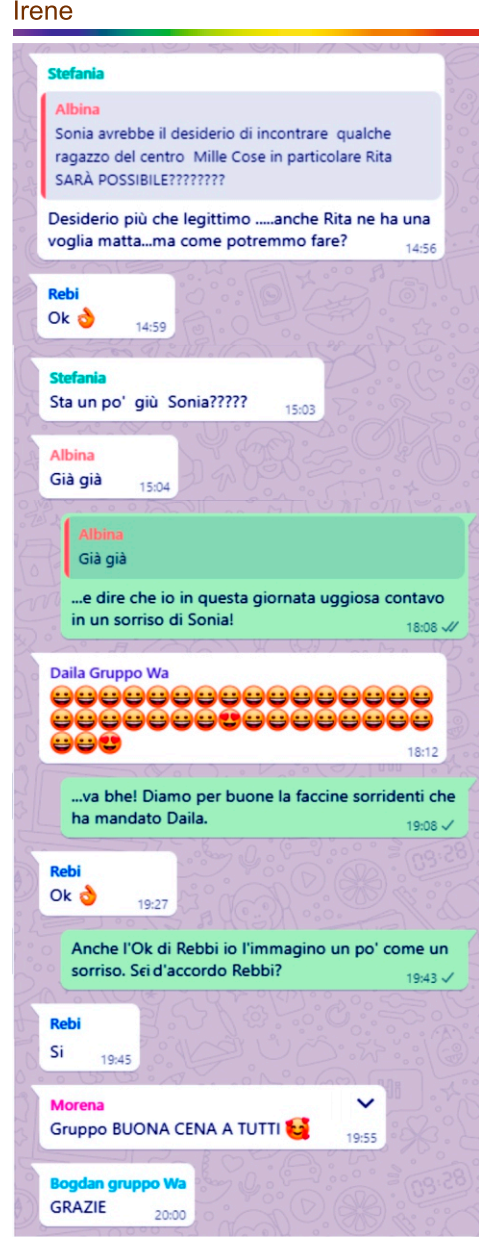 Irene
Stefania
Albina
Sonia avrebbe il desiderio di incontrare qualche
ragazzo del centro Mille Cose in particolare Rita
SARÀ POSSIBILE????????
Desiderio più che legittimo .....anche Rita ne ha una
voglia matta...ma come potremmo fare?
14:56
Rebi
Ok 👌
14:59
Stefania
Sta un po' giù Sonia?????
15:03
Albina
Già già
15:04
Albina
Già già
...e dire che io in questa giornata uggiosa contavo
in un sorriso di Sonia!
18:08
Daila Gruppo Wa
😀😀😀😀😀😀😀😀😀😀😀😀😀😀😀😀
😀😀😀😀😀😀😀😍😀😀😀😀😀😀😀😀
😀😀😍
18:12
...va bhe! Diamo per buone la faccine sorridenti che
ha mandato Daila.
19:08
Rebi
Ok 👌
19:27
Anche l'Ok di Rebbi io l'immagino un po' come un
sorriso. Sei d'accordo Rebbi?
19:43
Rebi
Si
19:45
Morena
Gruppo BUONA CENA A TUTTI 🥰
19:55
Bogdan gruppo Wa
GRAZIE
20:00